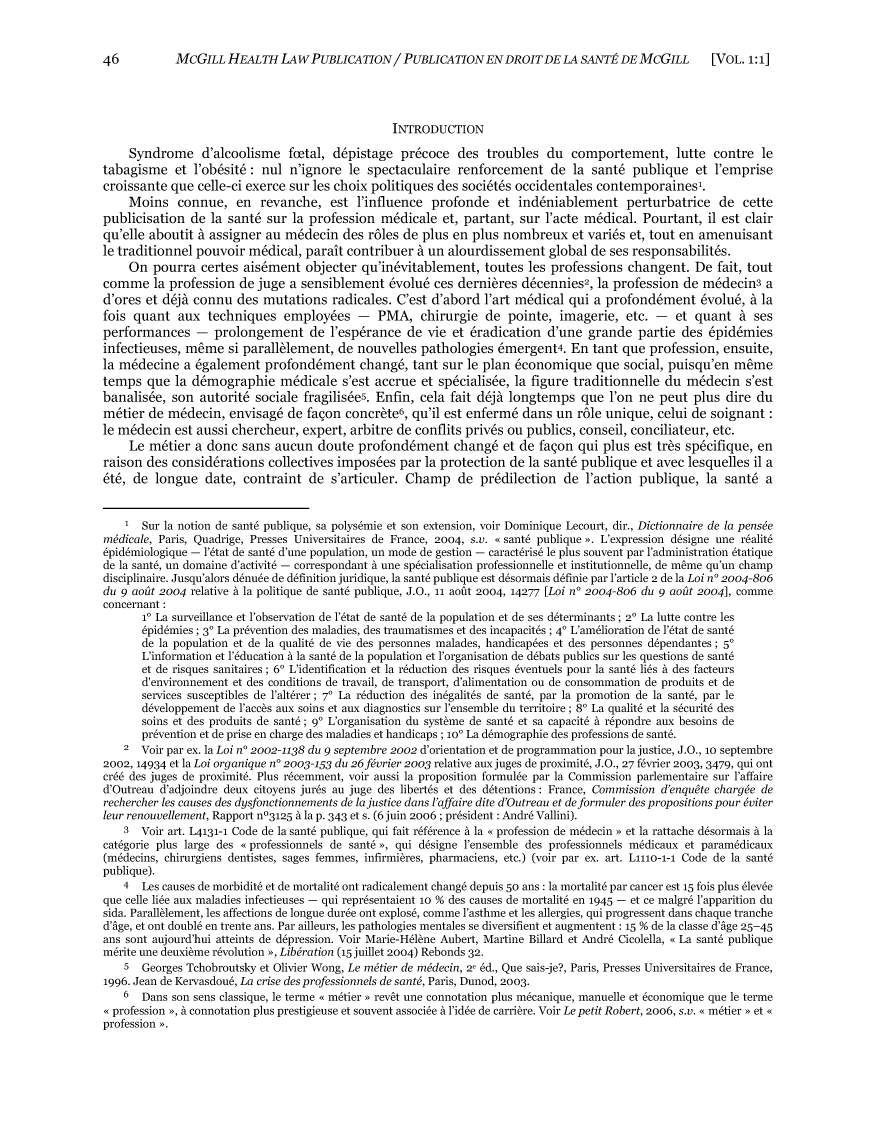 46 MCGILL HEALTH LAW PUBLICATION / PUBLICATION EN DROIT DE LA SANTÉ DE MCGILL [VOL. 1:1]
INTRODUCTION
Syndrome d’alcoolisme fœtal, dépistage précoce des troubles du comportement, lutte contre le
tabagisme et l’obésité : nul n’ignore le spectaculaire renforcement de la santé publique et l’emprise
croissante que celle-ci exerce sur les choix politiques des sociétés occidentales contemporaines¹.
Moins connue, en revanche, est l’influence profonde et indéniablement perturbatrice de cette
publicisation de la santé sur la profession médicale et, partant, sur l’acte médical. Pourtant, il est clair
qu’elle aboutit à assigner au médecin des rôles de plus en plus nombreux et variés et, tout en amenuisant
le traditionnel pouvoir médical, paraît contribuer à un alourdissement global de ses responsabilités.
On pourra certes aisément objecter qu’inévitablement, toutes les professions changent. De fait, tout
comme la profession de juge a sensiblement évolué ces dernières décennies², la profession de médecin³ a
d’ores et déjà connu des mutations radicales. C’est d’abord l’art médical qui a profondément évolué, à la
fois quant aux techniques employées — PMA, chirurgie de pointe, imagerie, etc. — et quant à ses
performances — prolongement de l’espérance de vie et éradication d’une grande partie des épidémies
infectieuses, même si parallèlement, de nouvelles pathologies émergent⁴. En tant que profession, ensuite,
la médecine a également profondément changé, tant sur le plan économique que social, puisqu’en même
temps que la démographie médicale s’est accrue et spécialisée, la figure traditionnelle du médecin s’est
banalisée, son autorité sociale fragilisée⁵. Enfin, cela fait déjà longtemps que l’on ne peut plus dire du
métier de médecin, envisagé de façon concrète⁶, qu’il est enfermé dans un rôle unique, celui de soignant :
le médecin est aussi chercheur, expert, arbitre de conflits privés ou publics, conseil, conciliateur, etc.
Le métier a donc sans aucun doute profondément changé et de façon qui plus est très spécifique, en
raison des considérations collectives imposées par la protection de la santé publique et avec lesquelles il a
été, de longue date, contraint de s’articuler. Champ de prédilection de l’action publique, la santé a
¹ Sur la notion de santé publique, sa polysémie et son extension, voir Dominique Lecourt, dir., Dictionnaire de la pensée
médicale, Paris, Quadrige, Presses Universitaires de France, 2004, s.v. « santé publique ». L’expression désigne une réalité
épidémiologique — l’état de santé d’une population, un mode de gestion — caractérisé le plus souvent par l’administration étatique
de la santé, un domaine d’activité — correspondant à une spécialisation professionnelle et institutionnelle, de même qu’un champ
disciplinaire. Jusqu’alors dénuée de définition juridique, la santé publique est désormais définie par l’article 2 de la Loi n° 2004-806
du 9 août 2004 relative à la politique de santé publique, J.O., 11 août 2004, 14277 [Loi n° 2004-806 du 9 août 2004], comme
concernant :
1° La surveillance et l’observation de l’état de santé de la population et de ses déterminants ; 2° La lutte contre les
épidémies ; 3° La prévention des maladies, des traumatismes et des incapacités ; 4° L’amélioration de l’état de santé
de la population et de la qualité de vie des personnes malades, handicapées et des personnes dépendantes ; 5°
L’information et l’éducation à la santé de la population et l’organisation de débats publics sur les questions de santé
et de risques sanitaires ; 6° L’identification et la réduction des risques éventuels pour la santé liés à des facteurs
d’environnement et des conditions de travail, de transport, d’alimentation ou de consommation de produits et de
services susceptibles de l’altérer ; 7° La réduction des inégalités de santé, par la promotion de la santé, par le
développement de l’accès aux soins et aux diagnostics sur l’ensemble du territoire ; 8° La qualité et la sécurité des
soins et des produits de santé ; 9° L’organisation du système de santé et sa capacité à répondre aux besoins de
prévention et de prise en charge des maladies et handicaps ; 10° La démographie des professions de santé.
² Voir par ex. la Loi n° 2002-1138 du 9 septembre 2002 d’orientation et de programmation pour la justice, J.O., 10 septembre
2002, 14934 et la Loi organique n° 2003-153 du 26 février 2003 relative aux juges de proximité, J.O., 27 février 2003, 3479, qui ont
créé des juges de proximité. Plus récemment, voir aussi la proposition formulée par la Commission parlementaire sur l’affaire
d’Outreau d’adjoindre deux citoyens jurés au juge des libertés et des détentions : France, Commission d’enquête chargée de
rechercher les causes des dysfonctionnements de la justice dans l’affaire dite d’Outreau et de formuler des propositions pour éviter
leur renouvellement, Rapport nº3125 à la p. 343 et s. (6 juin 2006 ; président : André Vallini).
³ Voir art. L4131-1 Code de la santé publique, qui fait référence à la « profession de médecin » et la rattache désormais à la
catégorie plus large des « professionnels de santé », qui désigne l’ensemble des professionnels médicaux et paramédicaux
(médecins, chirurgiens dentistes, sages femmes, infirmières, pharmaciens, etc.) (voir par ex. art. L1110-1-1 Code de la santé
publique).
⁴ Les causes de morbidité et de mortalité ont radicalement changé depuis 50 ans : la mortalité par cancer est 15 fois plus élevée
que celle liée aux maladies infectieuses — qui représentaient 10 % des causes de mortalité en 1945 — et ce malgré l’apparition du
sida. Parallèlement, les affections de longue durée ont explosé, comme l’asthme et les allergies, qui progressent dans chaque tranche
d’âge, et ont doublé en trente ans. Par ailleurs, les pathologies mentales se diversifient et augmentent : 15 % de la classe d’âge 25–45
ans sont aujourd’hui atteints de dépression. Voir Marie-Hélène Aubert, Martine Billard et André Cicolella, « La santé publique
mérite une deuxième révolution », Libération (15 juillet 2004) Rebonds 32.
⁵ Georges Tchobroutsky et Olivier Wong, Le métier de médecin, 2ᵉ éd., Que sais-je?, Paris, Presses Universitaires de France,
1996. Jean de Kervasdoué, La crise des professionnels de santé, Paris, Dunod, 2003.
⁶ Dans son sens classique, le terme « métier » revêt une connotation plus mécanique, manuelle et économique que le terme
« profession », à connotation plus prestigieuse et souvent associée à l’idée de carrière. Voir Le petit Robert, 2006, s.v. « métier » et «
profession ».